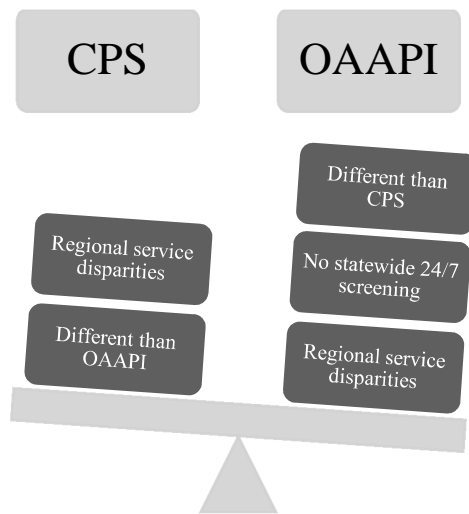 CPS
OAAPI
Regional service
disparities
Different than
OAAPI
Different than
CPS
No statewide 24/7
screening
Regional service
disparities